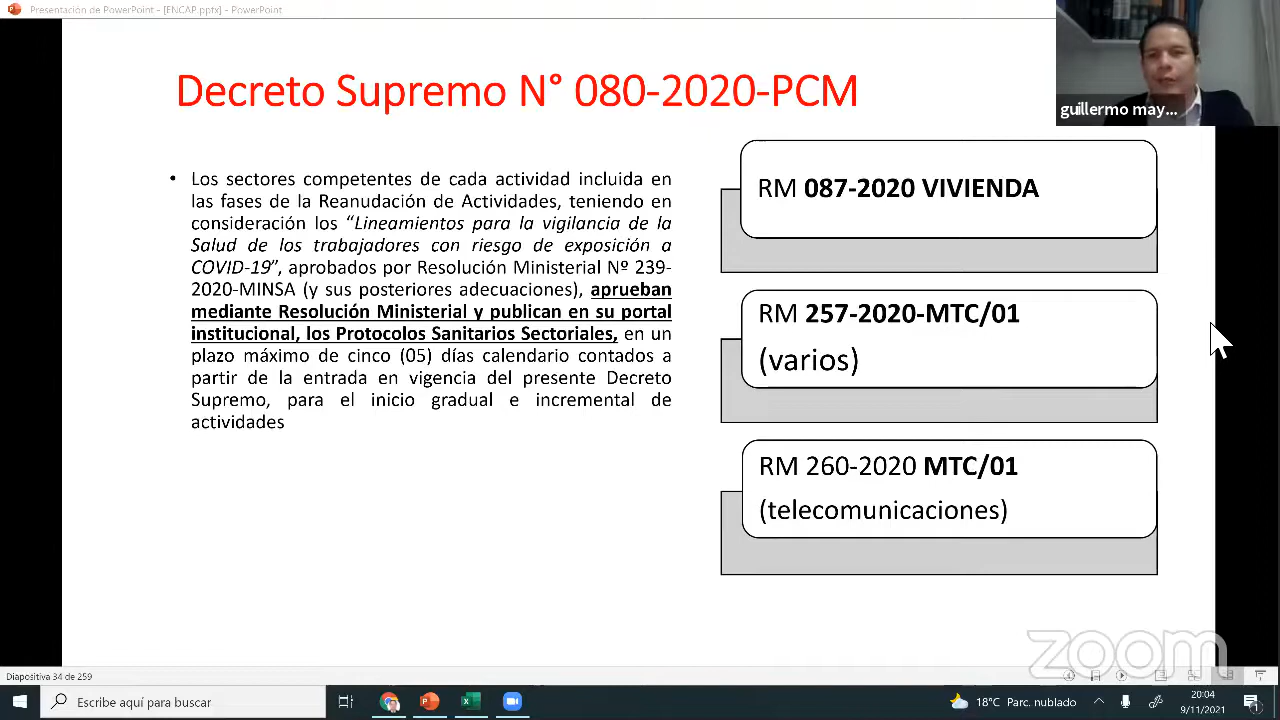 Presentación de PowerPoint - [ENCAP.pptx] - PowerPoint
Decreto Supremo N° 080-2020-PCM
guillermo may...
• Los sectores competentes de cada actividad incluida en
las fases de la Reanudación de Actividades, teniendo en
consideración los “Lineamientos para la vigilancia de la
Salud de los trabajadores con riesgo de exposición a
COVID-19”, aprobados por Resolución Ministerial Nº 239-
2020-MINSA (y sus posteriores adecuaciones), aprueban
mediante Resolución Ministerial y publican en su portal
institucional, los Protocolos Sanitarios Sectoriales, en un
plazo máximo de cinco (05) días calendario contados a
partir de la entrada en vigencia del presente Decreto
Supremo, para el inicio gradual e incremental de
actividades
RM 087-2020 VIVIENDA
RM 257-2020-MTC/01
(varios)
RM 260-2020 MTC/01
(telecomunicaciones)
zoom
Diapositiva 34 de 259
Escribe aquí para buscar
18°C Parc. nublado
20:04
9/11/2021